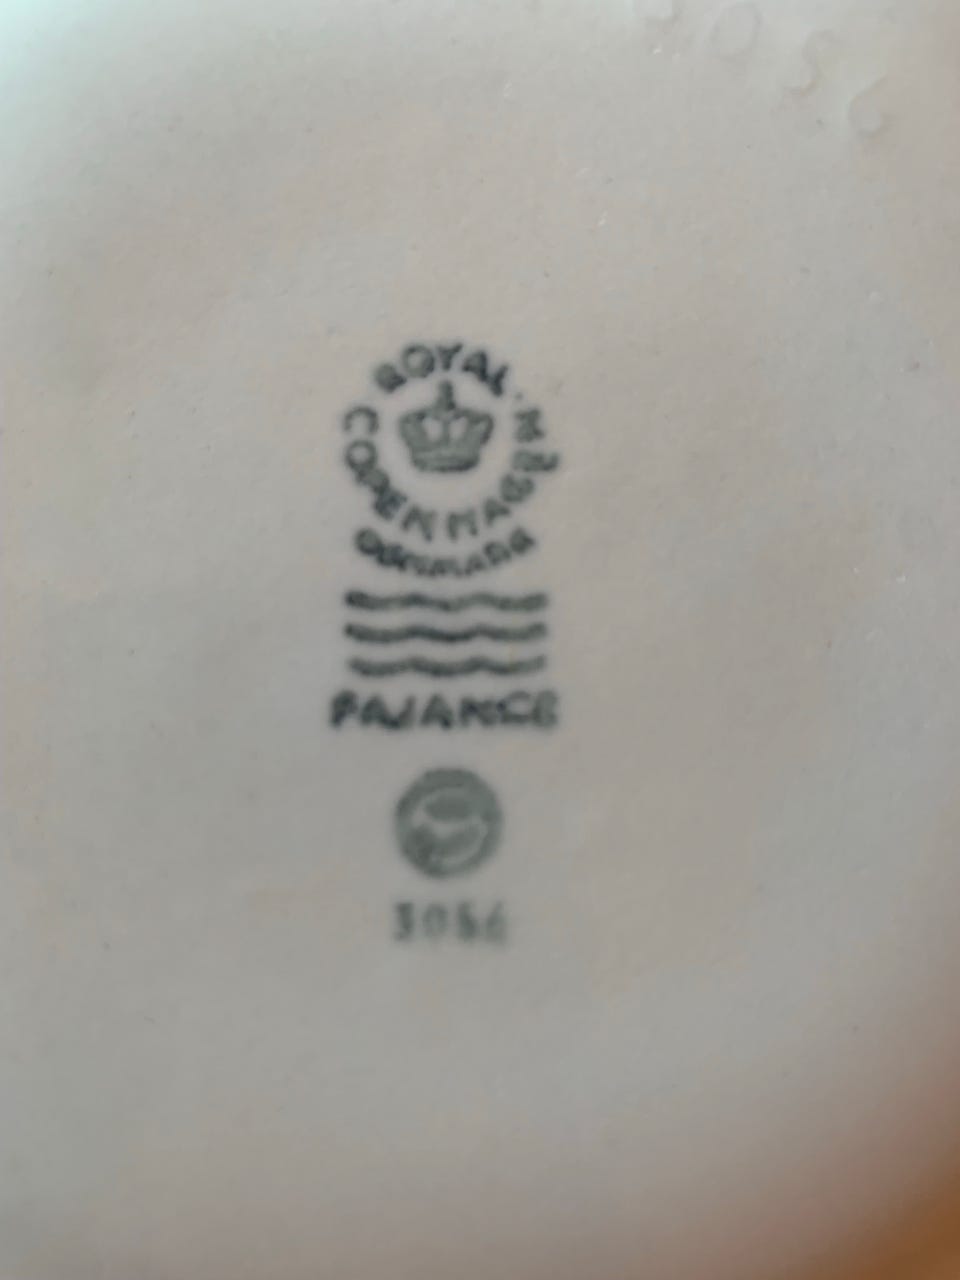 ROYAL
COPENHAGEN
DENMARK
FAJANCE
3056